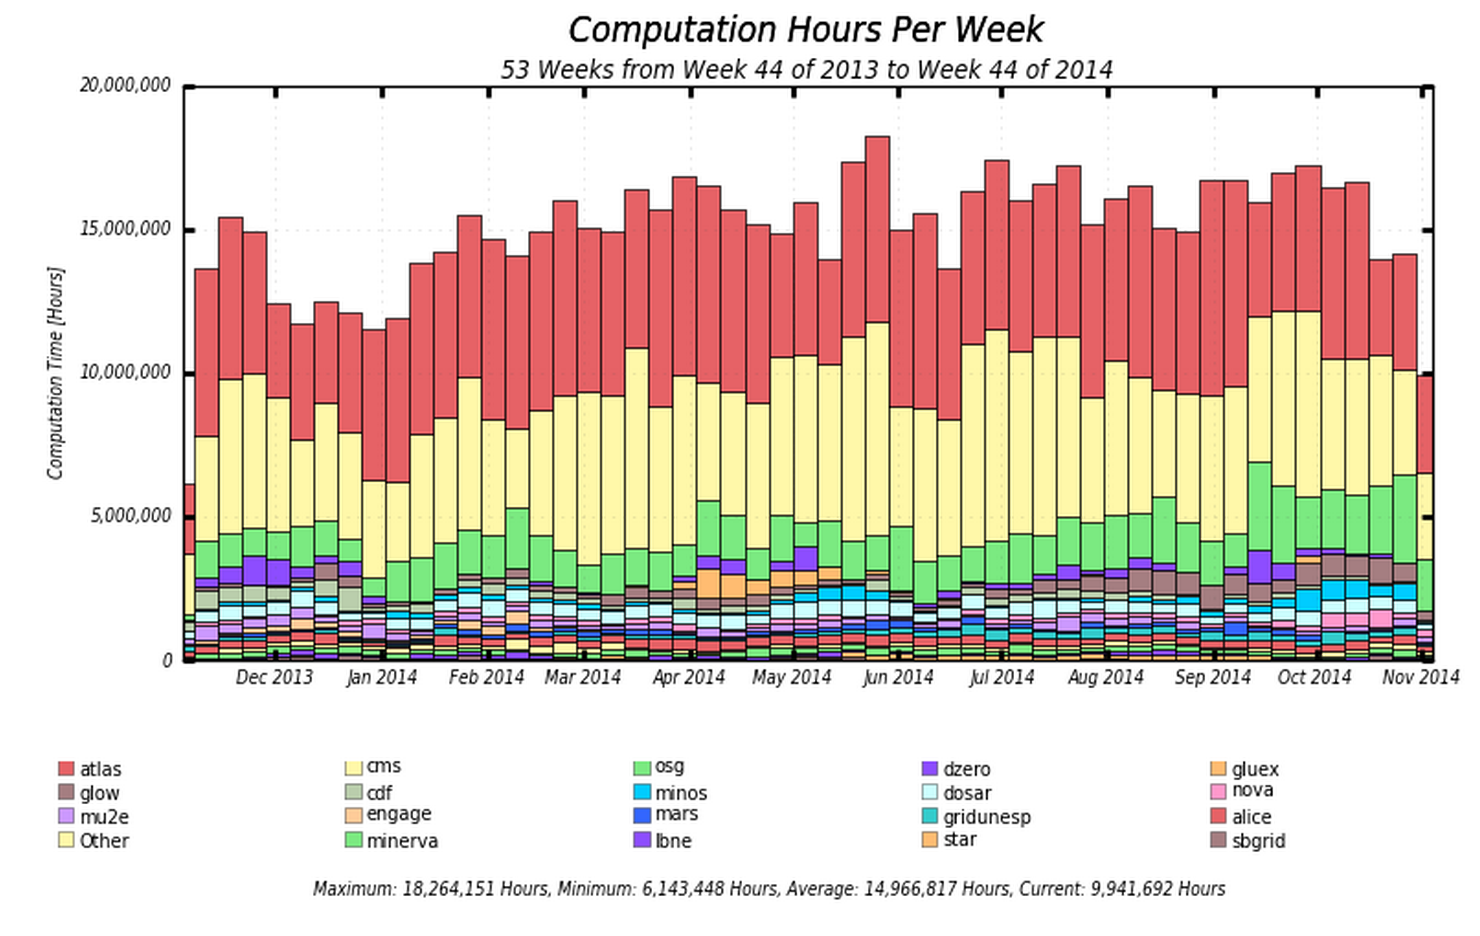 Computation Hours Per Week
53 Weeks from Week 44 of 2013 to Week 44 of 2014
20,000,000
15,000,000
10,000,000
5,000,000
0
Computation Time [Hours]
Dec 2013 Jan 2014 Feb 2014 Mar 2014 Apr 2014 May 2014 Jun 2014 Jul 2014 Aug 2014 Sep 2014 Oct 2014 Nov 2014
atlas cms osg dzero gluex
glow cdf minos dosar nova
mu2e engage mars gridunesp alice
Other minerva lbne star sbgrid
Maximum: 18,264,151 Hours, Minimum: 6,143,448 Hours, Average: 14,966,817 Hours, Current: 9,941,692 Hours